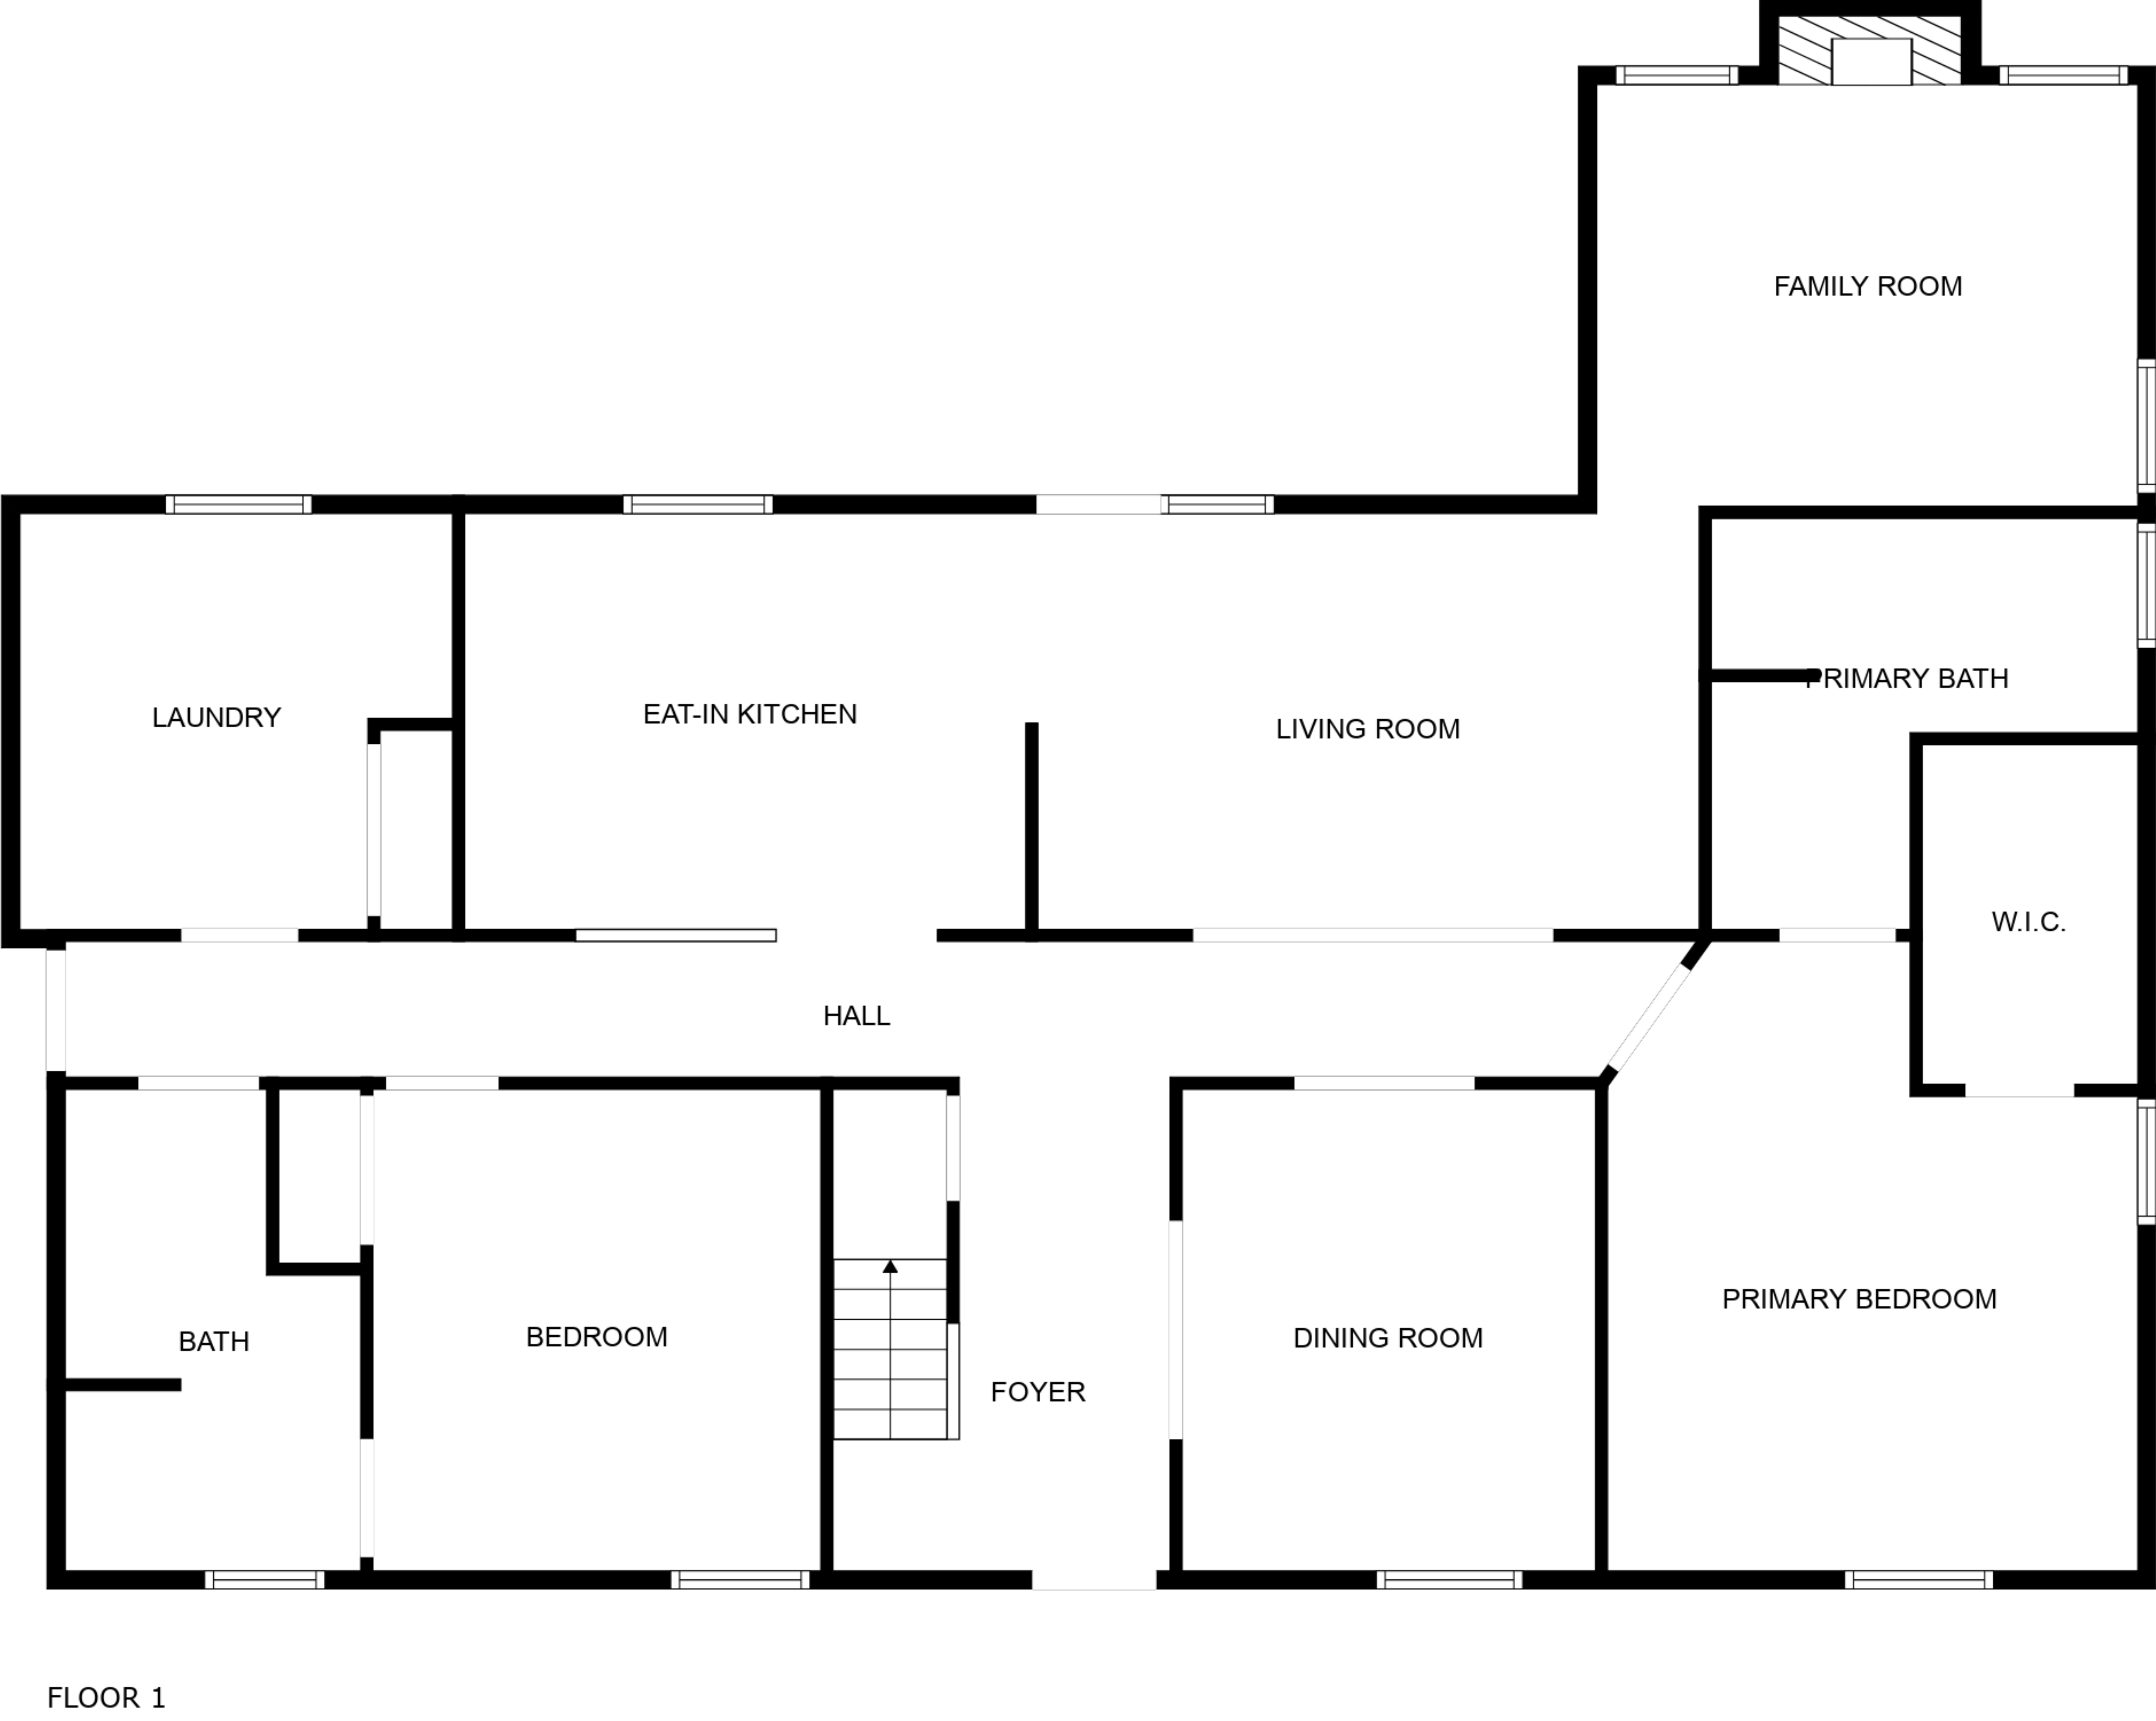 FAMILY ROOM
PRIMARY BATH
LAUNDRY
EAT-IN KITCHEN
LIVING ROOM
W.I.C.
HALL
PRIMARY BEDROOM
BATH
BEDROOM
DINING ROOM
FOYER
FLOOR 1